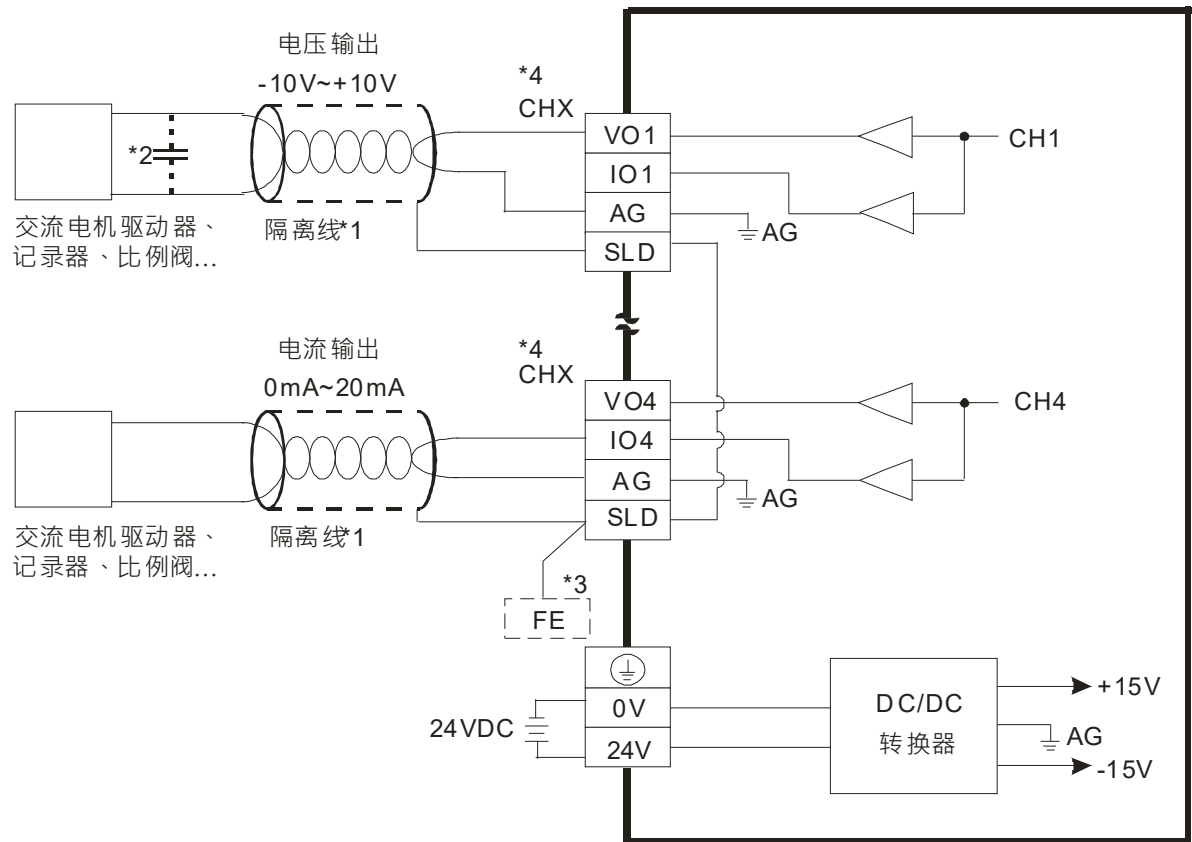 电压输出
-10V~+10V
*4
CHX
*2
VO1
IO1
AG
SLD
CH1
AG
交流电机驱动器、
记录器、比例阀...
隔离线*1
电流输出
0mA~20mA
*4
CHX
VO4
IO4
AG
SLD
CH4
AG
交流电机驱动器、
记录器、比例阀...
隔离线*1
*3
FE
24VDC
0V
24V
DC/DC
转换器
+15V
AG
-15V